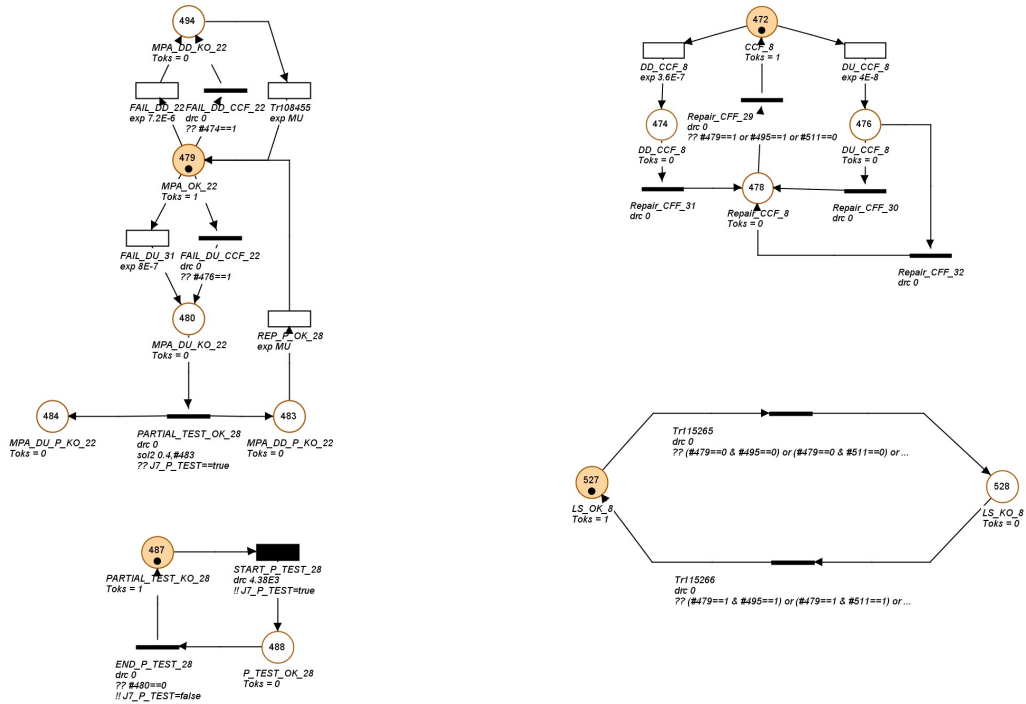 494
MPA_DD_KO_22
Toks = 0
FAIL_DD_22
exp 7.2E-6
FAIL_DD_CCF_22
drc 0
?? #474==1
Tr108455
exp MU
479
MPA_OK_22
Toks = 1
FAIL_DU_31
exp 8E-7
FAIL_DU_CCF_22
drc 0
?? #476==1
480
MPA_DU_KO_22
Toks = 0
REP_P_OK_28
exp MU
484
MPA_DU_P_KO_22
Toks = 0
PARTIAL_TEST_OK_28
drc 0
sol2 0.4,#483
?? J7_P_TEST==true
483
MPA_DD_P_KO_22
Toks = 0
487
PARTIAL_TEST_KO_28
Toks = 1
START_P_TEST_28
drc 4.38E3
!! J7_P_TEST=true
END_P_TEST_28
drc 0
?? #480==0
!! J7_P_TEST=false
488
P_TEST_OK_28
Toks = 0
472
CCF_8
Toks = 1
DD_CCF_8
exp 3.6E-7
DU_CCF_8
exp 4E-8
474
DD_CCF_8
Toks = 0
Repair_CFF_29
drc 0
?? #479==1 or #495==1 or #511==0
476
DU_CCF_8
Toks = 0
Repair_CFF_31
drc 0
478
Repair_CCF_8
Toks = 0
Repair_CFF_30
drc 0
Repair_CFF_32
drc 0
Tr115265
drc 0
?? (#479==0 & #495==0) or (#479==0 & #511==0) or ...
527
LS_OK_8
Toks = 1
528
LS_KO_8
Toks = 0
Tr115266
drc 0
?? (#479==1 & #495==1) or (#479==1 & #511==1) or ...